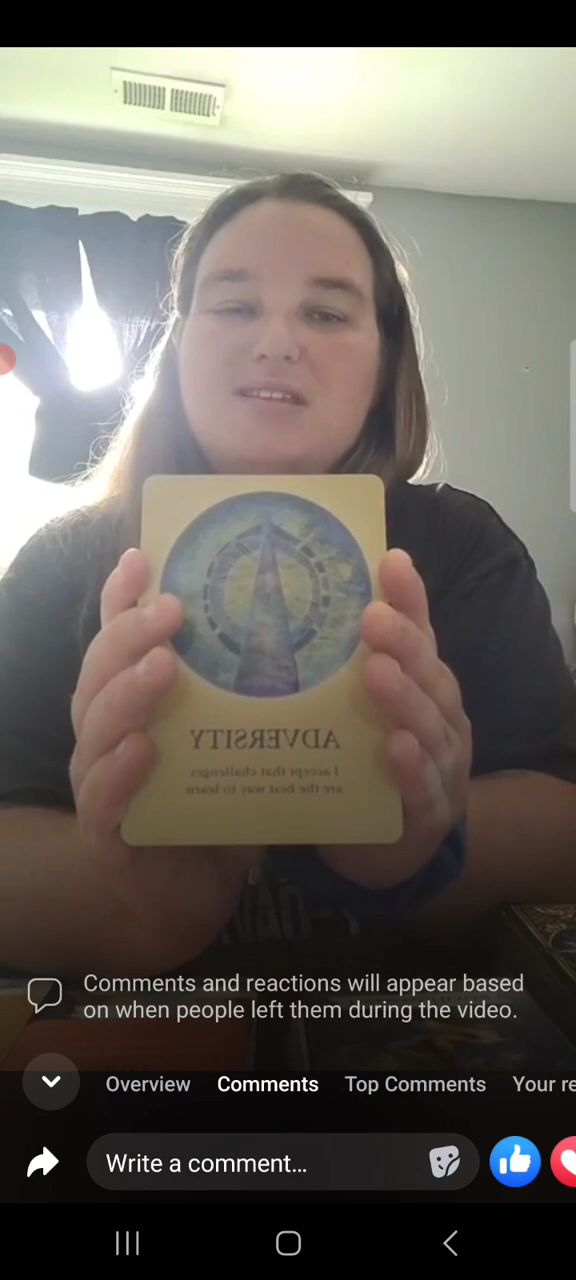 ADVERSITY
I accept that challenges
are the best way to learn
Comments and reactions will appear based
on when people left them during the video.
Overview Comments Top Comments Your re
Write a comment...